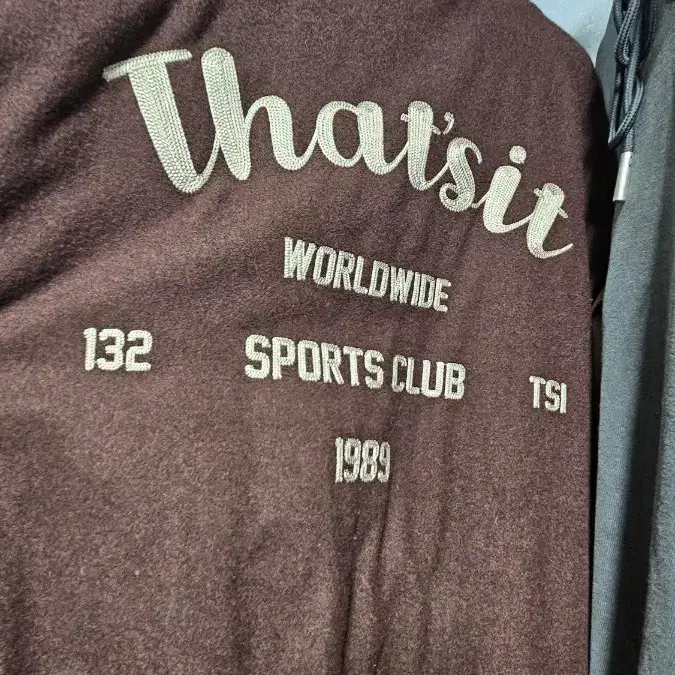 That'sit
WORLDWIDE
132 SPORTS CLUB TSI
1989